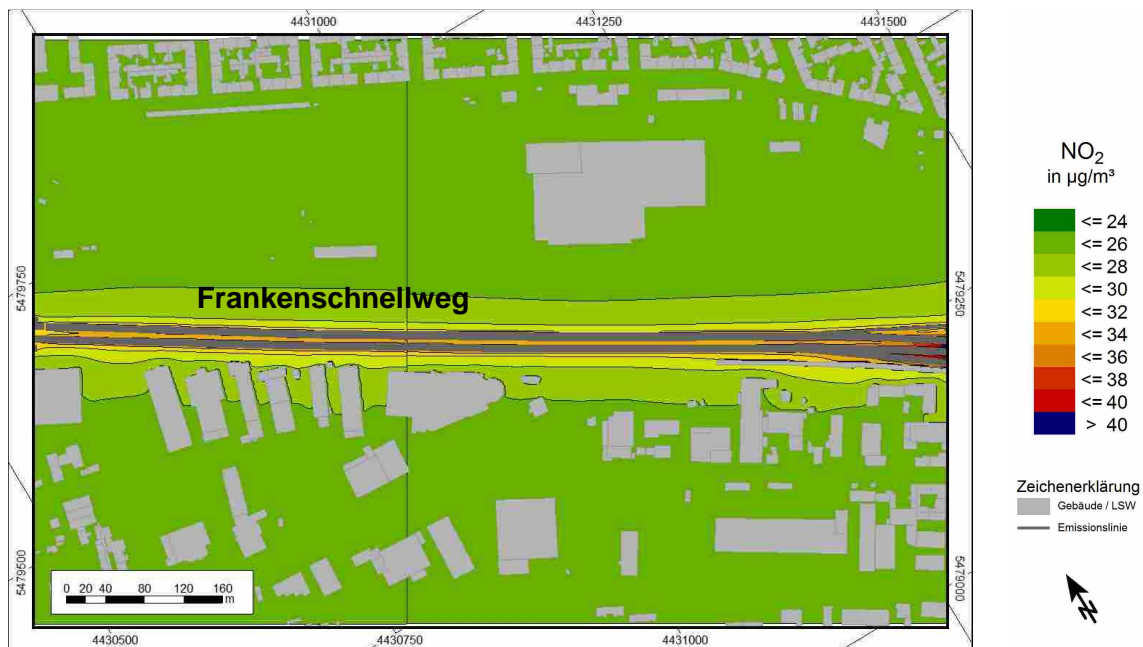 4431000
4431250
4431500
5479750
5479250
Frankenschnellweg
5479500
5479000
0 20 40 80 120 160
m
4430500
4430750
4431000
NO₂
in µg/m³
<= 24
<= 26
<= 28
<= 30
<= 32
<= 34
<= 36
<= 38
<= 40
> 40
Zeichenerklärung
Gebäude / LSW
Emissionslinie
N